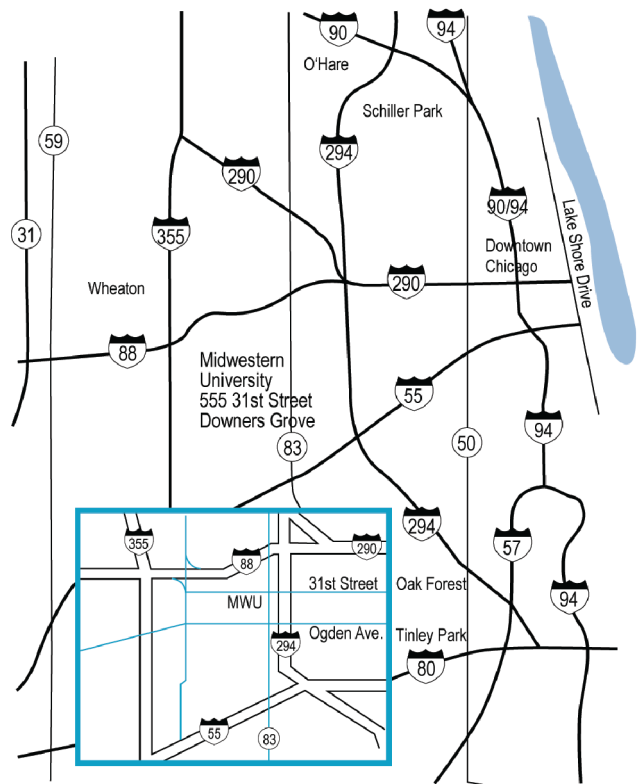 90
94
O'Hare
Schiller Park
59
294
290
90/94
31
355
Downtown
Chicago
Lake Shore Drive
Wheaton
290
88
Midwestern
University
555 31st Street
Downers Grove
55
83
50
94
294
57
355
88
290
31st Street
Oak Forest
MWU
94
Ogden Ave.
Tinley Park
294
80
55
83